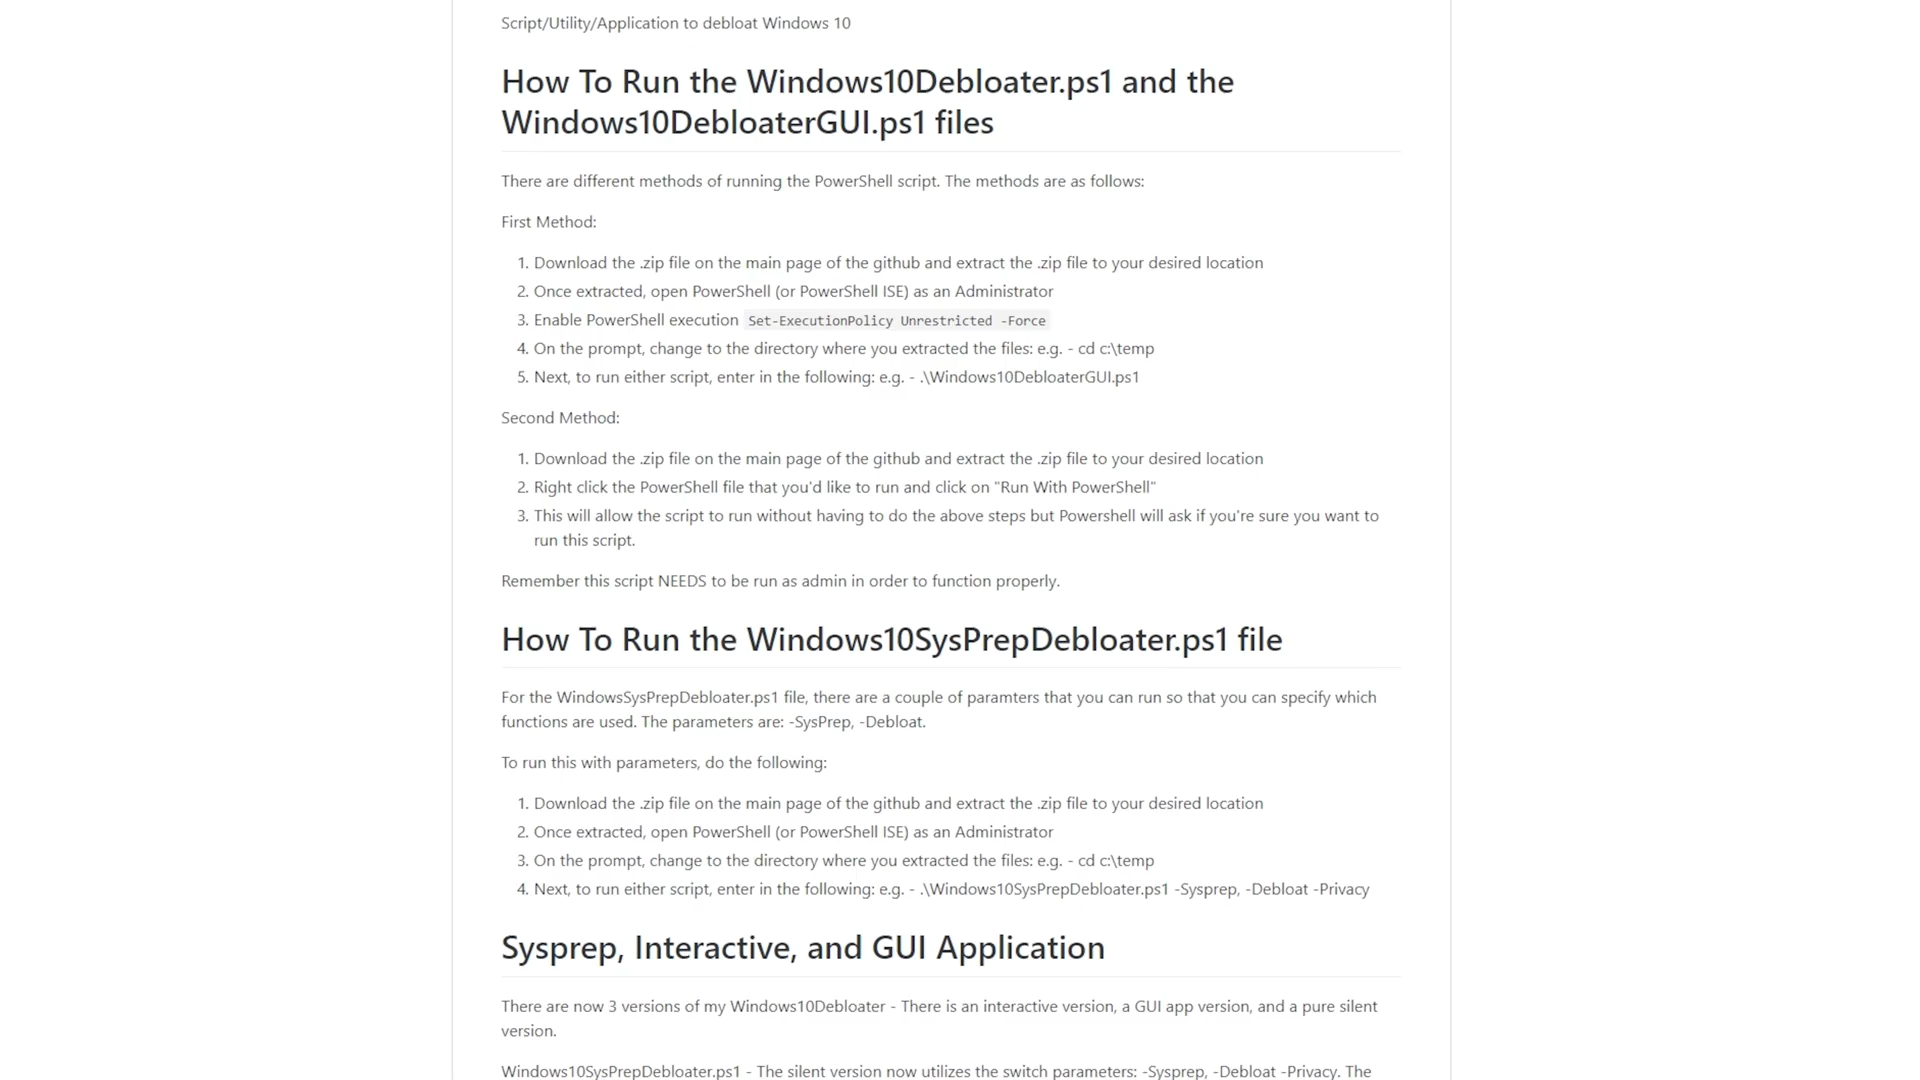 Script/Utility/Application to debloat Windows 10
How To Run the Windows10Debloater.ps1 and the
Windows10DebloaterGUI.ps1 files
There are different methods of running the PowerShell script. The methods are as follows:
First Method:
1. Download the .zip file on the main page of the github and extract the .zip file to your desired location
2. Once extracted, open PowerShell (or PowerShell ISE) as an Administrator
3. Enable PowerShell execution Set-ExecutionPolicy Unrestricted -Force
4. On the prompt, change to the directory where you extracted the files: e.g. - cd c:\temp
5. Next, to run either script, enter in the following: e.g. - .\Windows10DebloaterGUI.ps1
Second Method:
1. Download the .zip file on the main page of the github and extract the .zip file to your desired location
2. Right click the PowerShell file that you'd like to run and click on "Run With PowerShell"
3. This will allow the script to run without having to do the above steps but Powershell will ask if you're sure you want to
run this script.
Remember this script NEEDS to be run as admin in order to function properly.
How To Run the Windows10SysPrepDebloater.ps1 file
For the WindowsSysPrepDebloater.ps1 file, there are a couple of paramters that you can run so that you can specify which
functions are used. The parameters are: -SysPrep, -Debloat.
To run this with parameters, do the following:
1. Download the .zip file on the main page of the github and extract the .zip file to your desired location
2. Once extracted, open PowerShell (or PowerShell ISE) as an Administrator
3. On the prompt, change to the directory where you extracted the files: e.g. - cd c:\temp
4. Next, to run either script, enter in the following: e.g. - .\Windows10SysPrepDebloater.ps1 -Sysprep, -Debloat -Privacy
Sysprep, Interactive, and GUI Application
There are now 3 versions of my Windows10Debloater - There is an interactive version, a GUI app version, and a pure silent
version.
Windows10SysPrepDebloater.ps1 - The silent version now utilizes the switch parameters: -Sysprep, -Debloat -Privacy. The